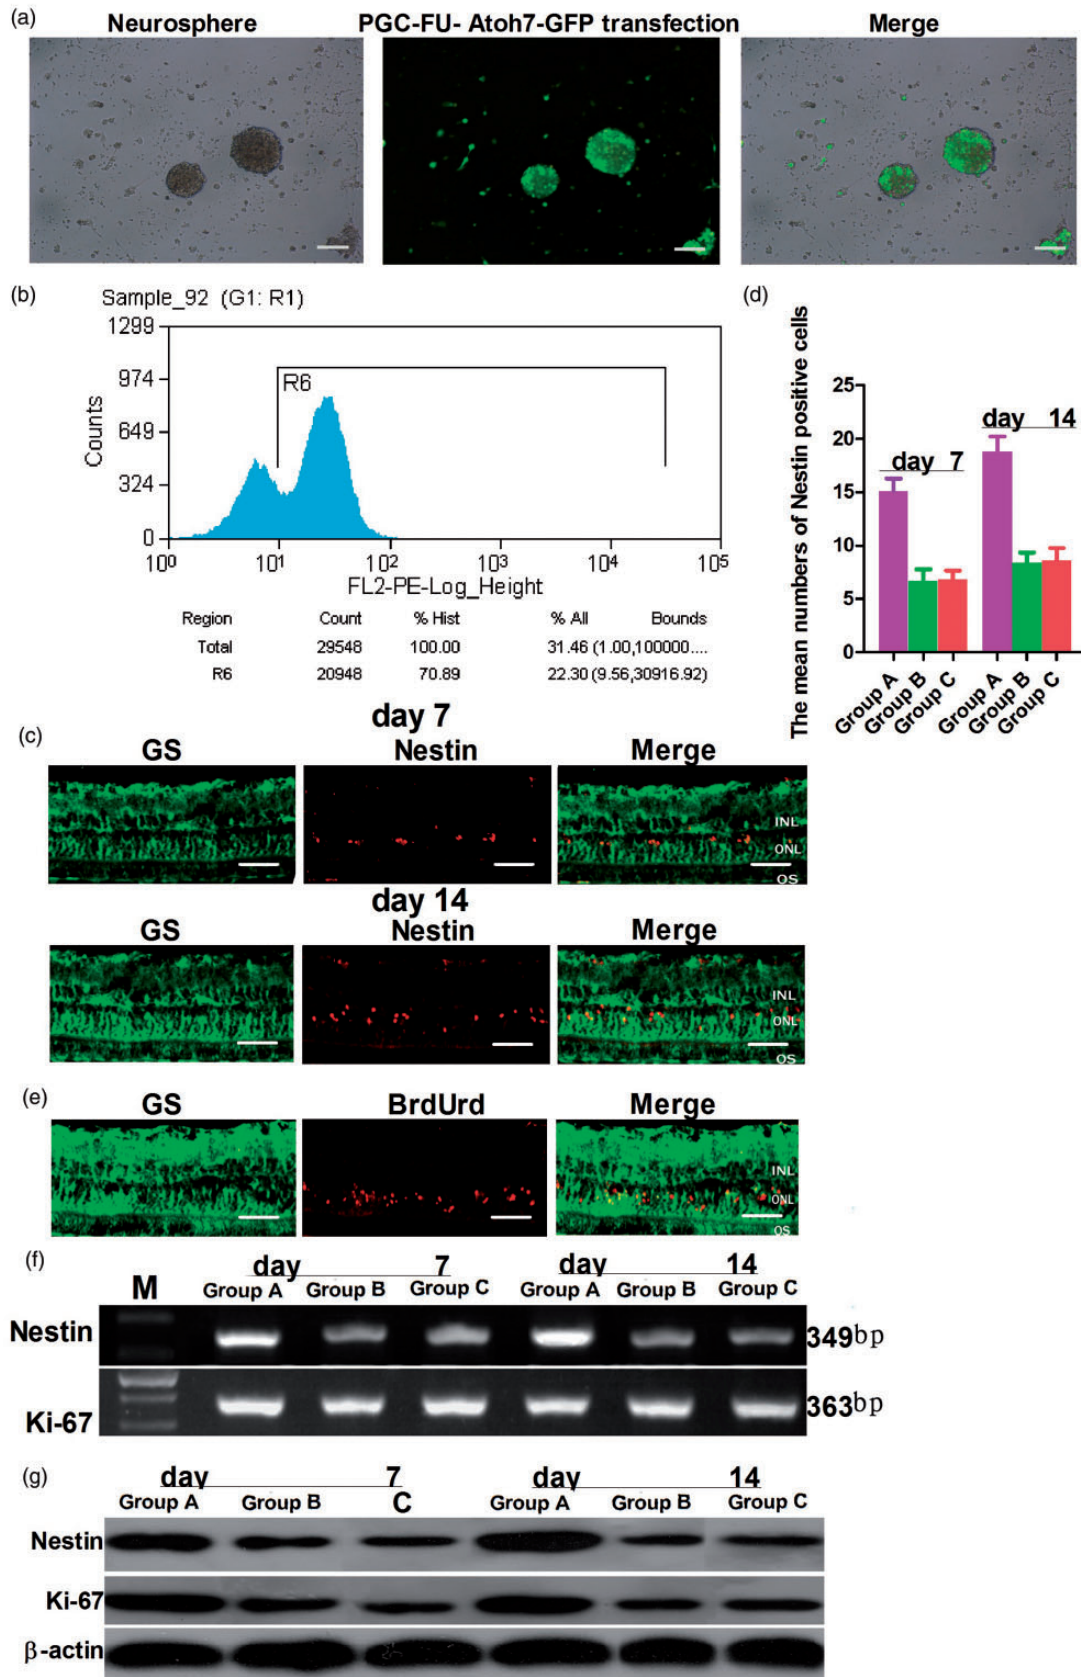 (a)
Neurosphere PGC-FU- Atoh7-GFP transfection Merge
(b)
Sample_92 (G1: R1)
1299
974
649
324
0
Counts
R6
10⁰ 10¹ 10² 10³ 10⁴ 10⁵
FL2-PE-Log_Height
Region Count % Hist % All Bounds
Total 29548 100.00 31.46 (1.00,100000....
R6 20948 70.89 22.30 (9.56,30916.92)
(d)
The mean numbers of Nestin positive cells
25
20
15
10
5
0
day 7
day 14
Group A Group B Group C Group A Group B Group C
(c)
day 7
GS Nestin Merge
INL
ONL
OS
day 14
GS Nestin Merge
INL
ONL
OS
(e)
GS BrdUrd Merge
INL
ONL
OS
(f)
day 7 day 14
M Group A Group B Group C Group A Group B Group C
Nestin 349bp
Ki-67 363bp
(g)
day 7 day 14
Group A Group B C Group A Group B Group C
Nestin
Ki-67
β-actin